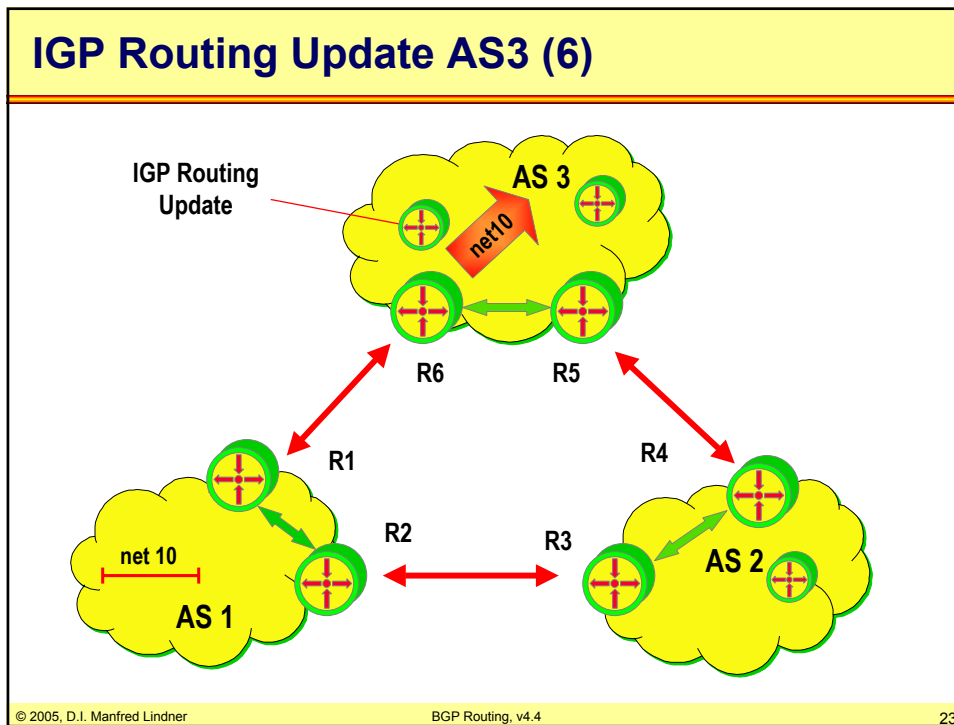 IGP Routing Update AS3 (6)
IGP Routing
Update
AS 3
net10
R6
R5
R1
R4
R2
R3
net 10
AS 1
AS 2
© 2005, D.I. Manfred Lindner
BGP Routing, v4.4
23